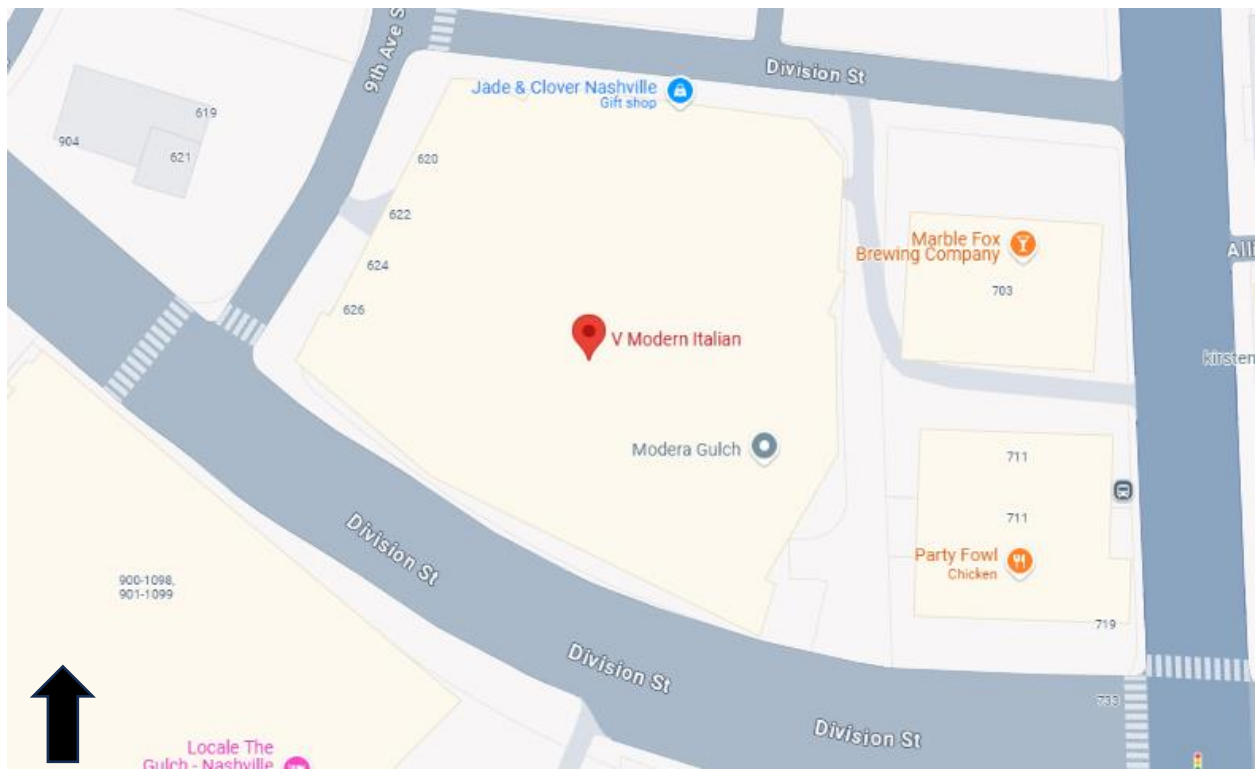 9th Ave S
Division St
Jade & Clover Nashville
Gift shop
619
904
621
620
622
624
626
Marble Fox
Brewing Company
703
Alli
kirsten
V Modern Italian
Modera Gulch
711
711
Party Fowl
Chicken
719
Division St
900-1098,
901-1099
Division St
733
Division St
Locale The
Gulch - Nashville